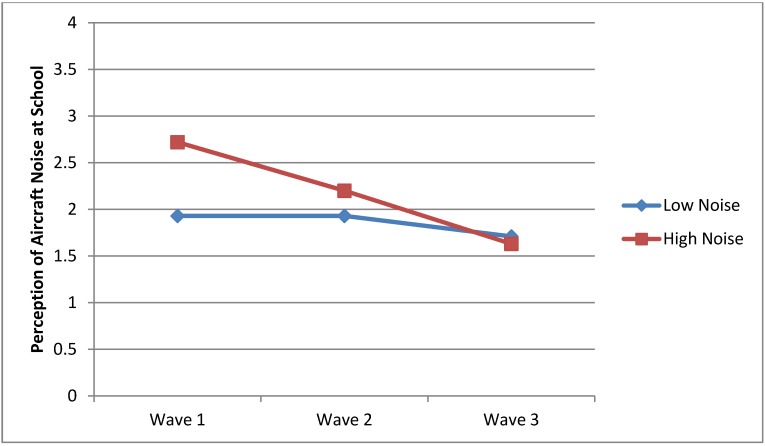 Perception of Aircraft Noise at School
4
3.5
3
2.5
2
1.5
1
0.5
0
Wave 1
Wave 2
Wave 3
Low Noise
High Noise